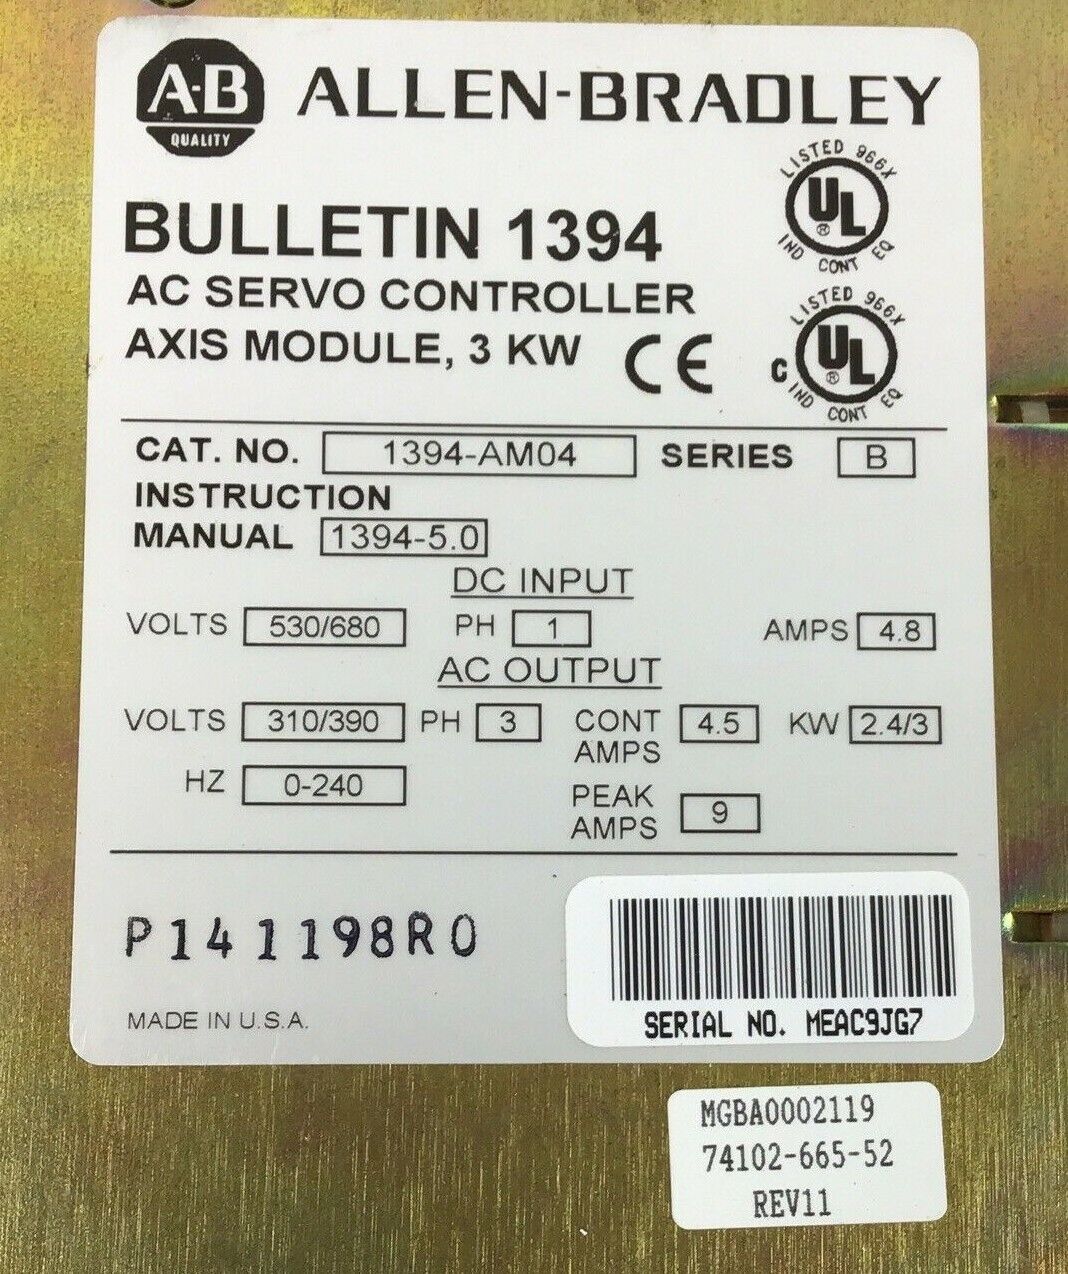 A-B
QUALITY
ALLEN-BRADLEY
BULLETIN 1394
AC SERVO CONTROLLER
AXIS MODULE, 3 KW
CE
LISTED 966X
UL
®
IND CONT EQ
LISTED 966X
C UL
®
IND CONT EQ
CAT. NO. 1394-AM04 SERIES B
INSTRUCTION
MANUAL 1394-5.0
DC INPUT
VOLTS 530/680 PH 1 AMPS 4.8
AC OUTPUT
VOLTS 310/390 PH 3 CONT AMPS 4.5 KW 2.4/3
HZ 0-240 PEAK AMPS 9
P141198R0
MADE IN U.S.A.
SERIAL NO. MEAC9JG7
MGBA0002119
74102-665-52
REV11